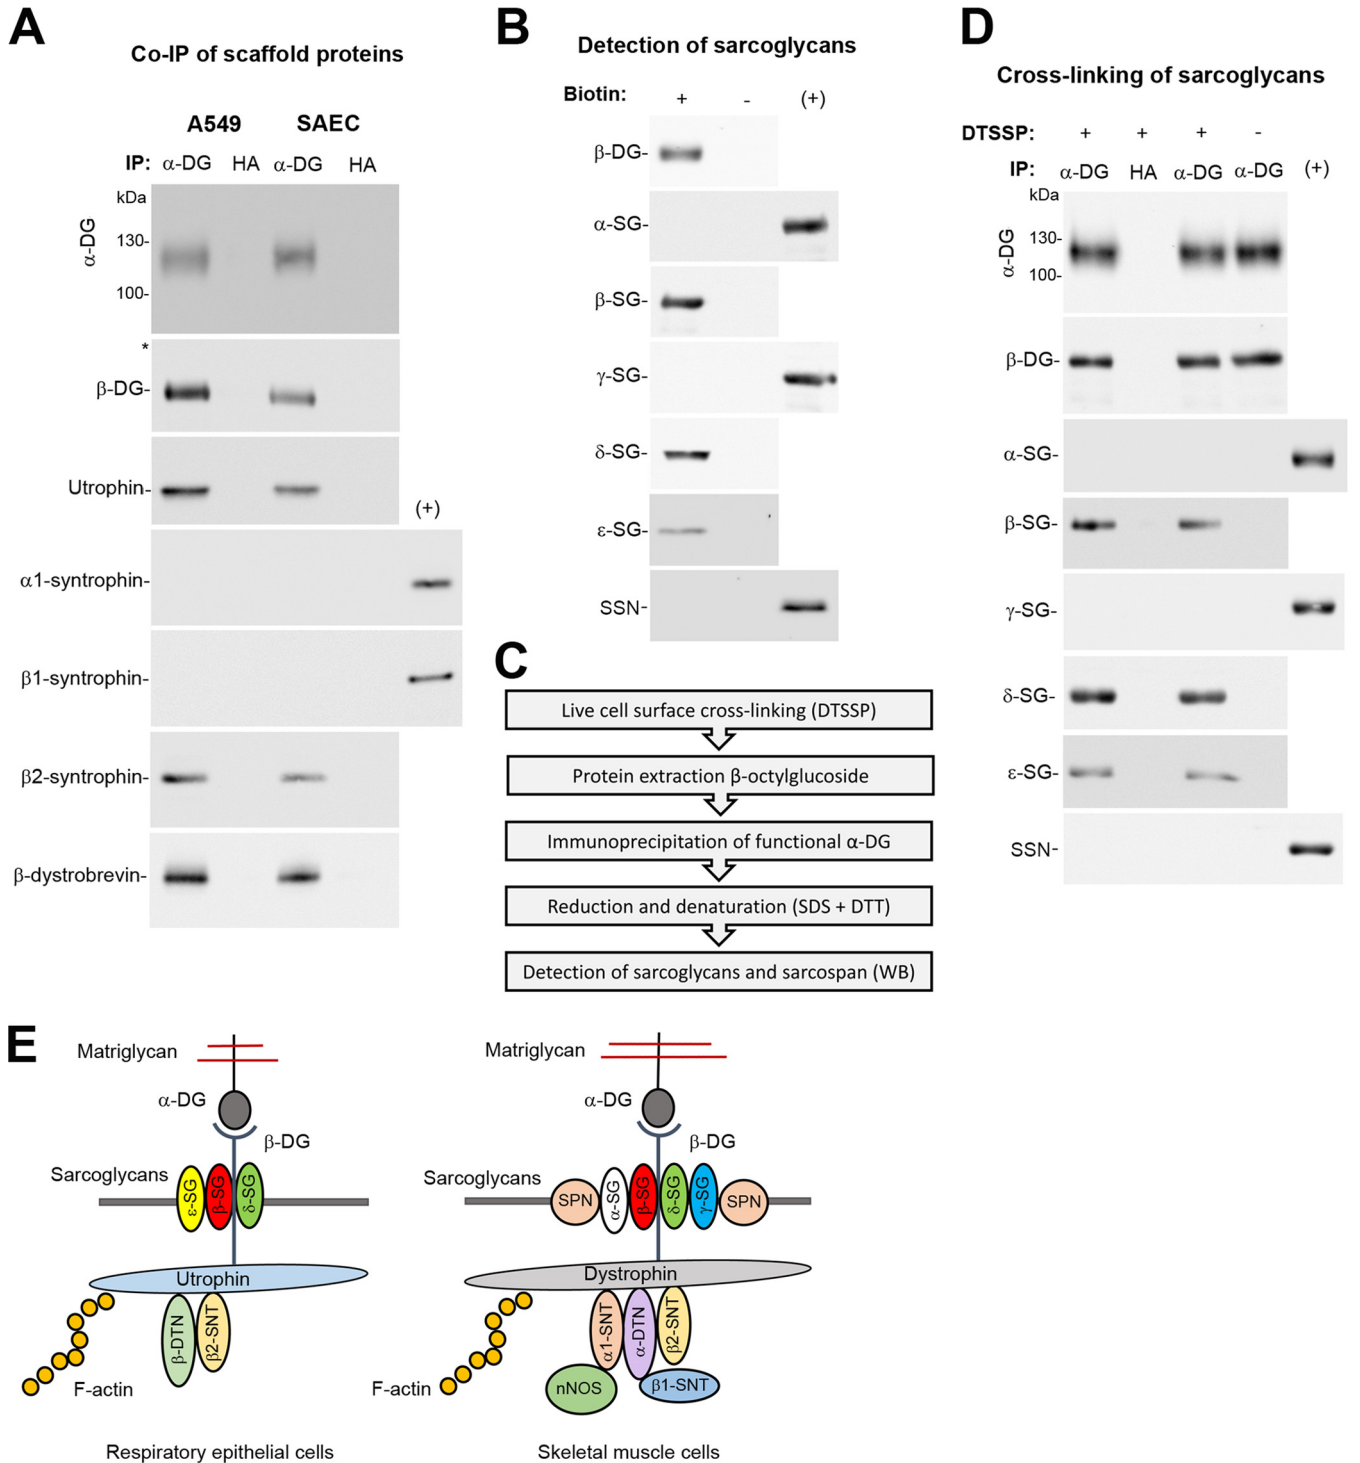 A
Co-IP of scaffold proteins
A549 SAEC
IP: α-DG HA α-DG HA
kDa
α-DG
130-
100-
*
β-DG-
Utrophin-
(+)
α1-syntrophin-
β1-syntrophin-
β2-syntrophin-
β-dystrobrevin-
B
Detection of sarcoglycans
Biotin: + - (+)
β-DG-
α-SG-
β-SG-
γ-SG-
δ-SG-
ε-SG-
SSN-
C
Live cell surface cross-linking (DTSSP)
Protein extraction β-octylglucoside
Immunoprecipitation of functional α-DG
Reduction and denaturation (SDS + DTT)
Detection of sarcoglycans and sarcospan (WB)
D
Cross-linking of sarcoglycans
DTSSP: + + + -
IP: α-DG HA α-DG α-DG (+)
kDa
α-DG
130-
100-
β-DG-
α-SG-
β-SG-
γ-SG-
δ-SG-
ε-SG-
SSN-
E
Matriglycan
α-DG
β-DG
Sarcoglycans
ε-SG
β-SG
δ-SG
Utrophin
β-DTN
β2-SNT
F-actin
Respiratory epithelial cells
Matriglycan
α-DG
β-DG
Sarcoglycans
SPN
α-SG
β-SG
δ-SG
γ-SG
SPN
Dystrophin
α1-SNT
α-DTN
β2-SNT
nNOS
β1-SNT
F-actin
Skeletal muscle cells